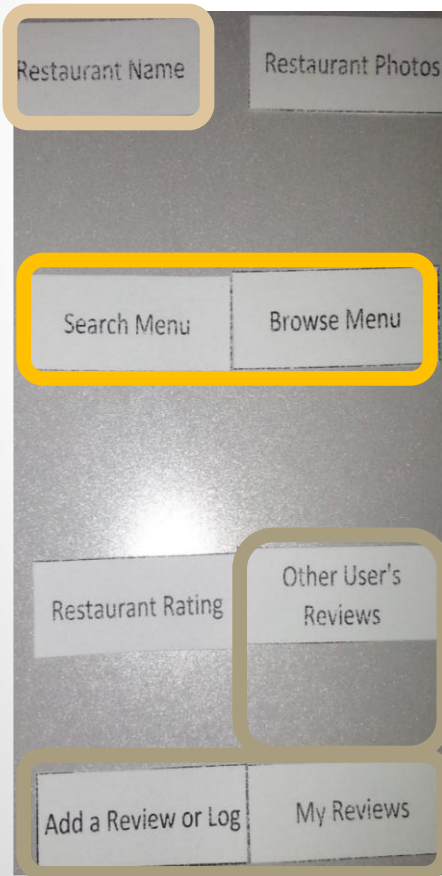 Restaurant Name
Restaurant Photos
Search Menu
Browse Menu
Restaurant Rating
Other User's
Reviews
Add a Review or Log
My Reviews